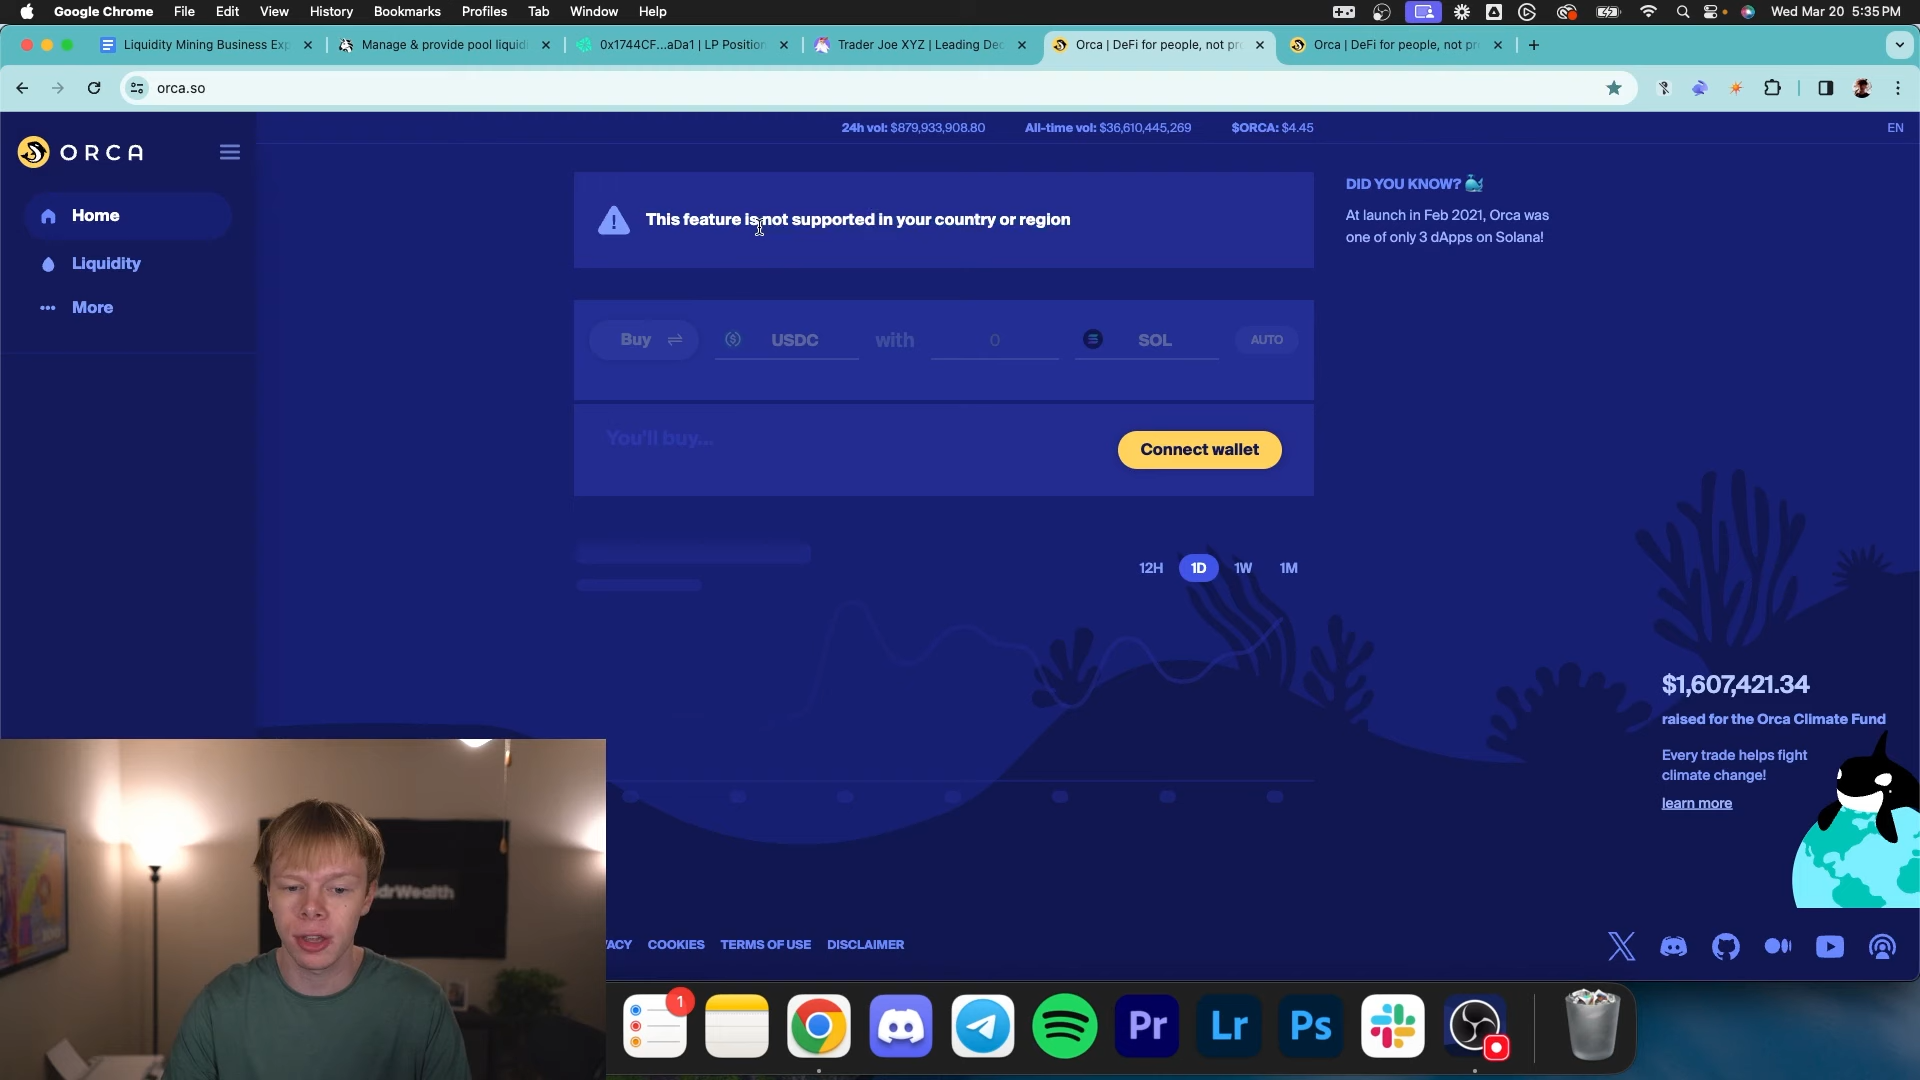 Google Chrome File Edit View History Bookmarks Profiles Tab Window Help Wed Mar 20 5:35 PM
Liquidity Mining Business Exp Manage & provide pool liquidi 0x1744CF...aDa1 | LP Position Trader Joe XYZ | Leading Dec Orca | DeFi for people, not pr Orca | DeFi for people, not pr
orca.so
24h vol: $879,933,908.80 All-time vol: $36,610,445,269 $ORCA: $4.45 EN
ORCA
Home
Liquidity
More
This feature is not supported in your country or region
DID YOU KNOW?
At launch in Feb 2021, Orca was
one of only 3 dApps on Solana!
Buy USDC with 0 SOL AUTO
You'll buy...
Connect wallet
12H 1D 1W 1M
$1,607,421.34
raised for the Orca Climate Fund
Every trade helps fight
climate change!
learn more
drWealth
ACY COOKIES TERMS OF USE DISCLAIMER
1
Pr Lr Ps